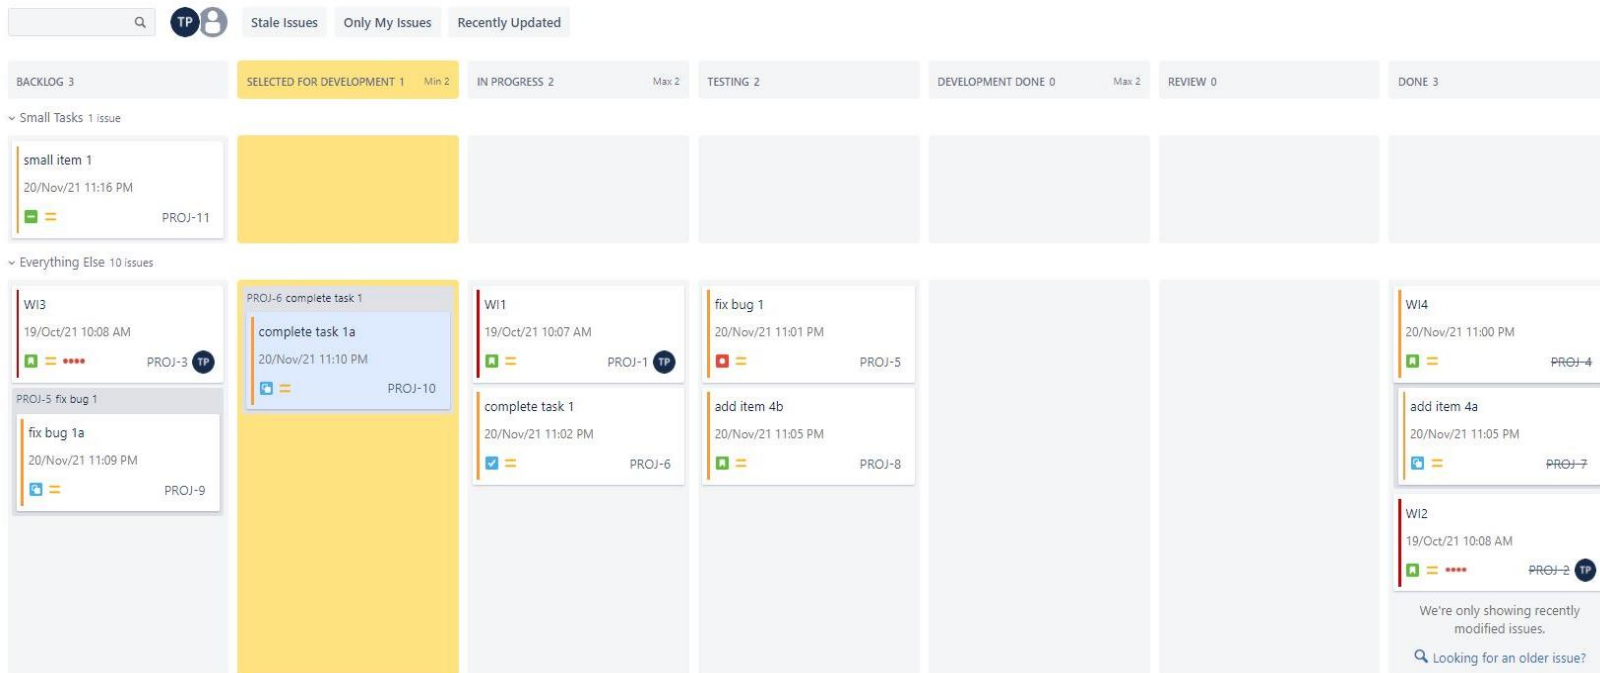 TP
Stale Issues
Only My Issues
Recently Updated
BACKLOG 3
SELECTED FOR DEVELOPMENT 1 Min 2
IN PROGRESS 2 Max 2
TESTING 2
DEVELOPMENT DONE 0 Max 2
REVIEW 0
DONE 3
Small Tasks 1 issue
small item 1
20/Nov/21 11:16 PM
PROJ-11
Everything Else 10 issues
WI3
19/Oct/21 10:08 AM
PROJ-3 TP
PROJ-5 fix bug 1
fix bug 1a
20/Nov/21 11:09 PM
PROJ-9
PROJ-6 complete task 1
complete task 1a
20/Nov/21 11:10 PM
PROJ-10
WI1
19/Oct/21 10:07 AM
PROJ-1 TP
complete task 1
20/Nov/21 11:02 PM
PROJ-6
fix bug 1
20/Nov/21 11:01 PM
PROJ-5
add item 4b
20/Nov/21 11:05 PM
PROJ-8
WI4
20/Nov/21 11:00 PM
PROJ-4
add item 4a
20/Nov/21 11:05 PM
PROJ-7
WI2
19/Oct/21 10:08 AM
PROJ-2 TP
We're only showing recently
modified issues.
Looking for an older issue?